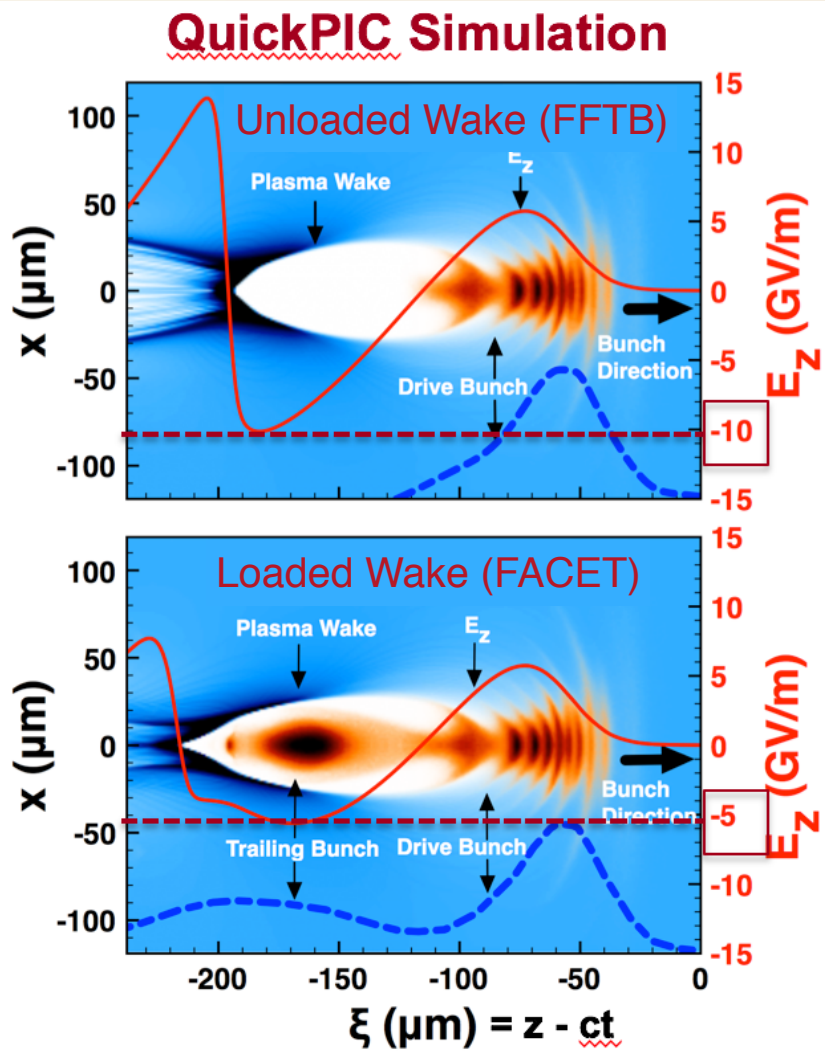 QuickPIC Simulation
Unloaded Wake (FFTB)
Plasma Wake
Ez
Drive Bunch
Bunch
Direction
x (μm)
100
50
0
-50
-100
15
10
5
0
-5
-10
-15
Ez (GV/m)
Loaded Wake (FACET)
Plasma Wake
Ez
Trailing Bunch
Drive Bunch
Bunch
Direction
x (μm)
100
50
0
-50
-100
15
10
5
0
-5
-10
-15
Ez (GV/m)
-200 -150 -100 -50 0
ξ (μm) = z - ct